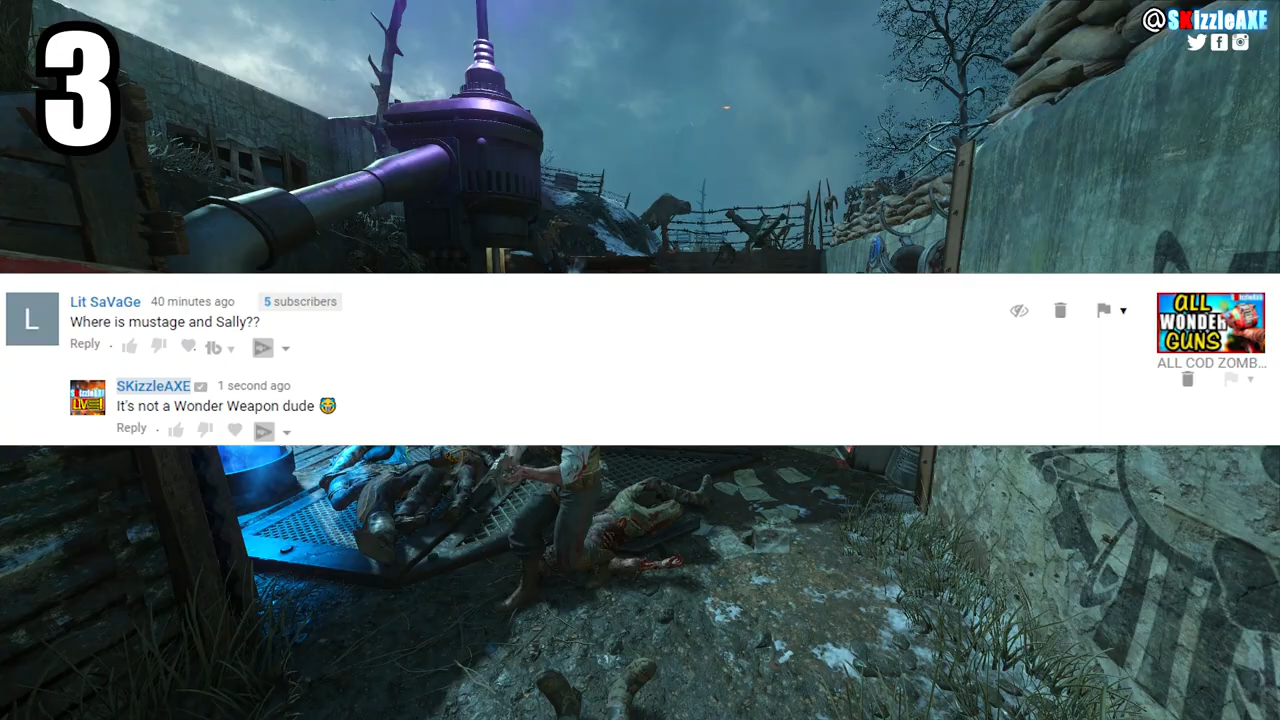 3
@SKizzleAXE
L
Lit SaVaGe 40 minutes ago 5 subscribers
Where is mustage and Sally??
Reply
SKizzleAXE 1 second ago
It's not a Wonder Weapon dude
Reply
ALL
WONDER
GUNS
ALL COD ZOMB...